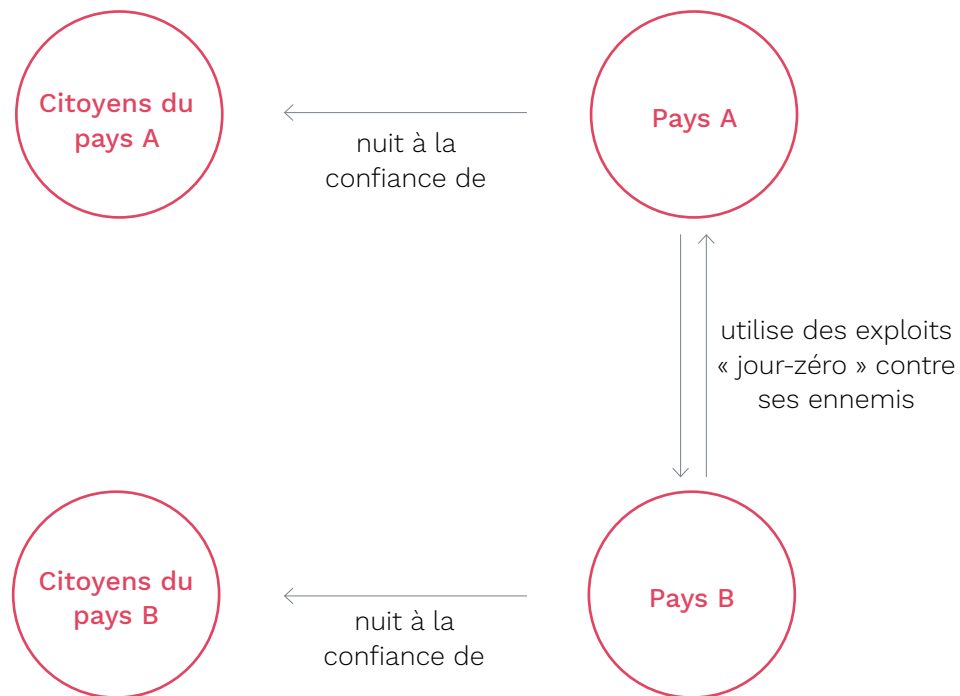 Citoyens du
pays A
nuit à la
confiance de
Pays A
utilise des exploits
« jour-zéro » contre
ses ennemis
Citoyens du
pays B
nuit à la
confiance de
Pays B